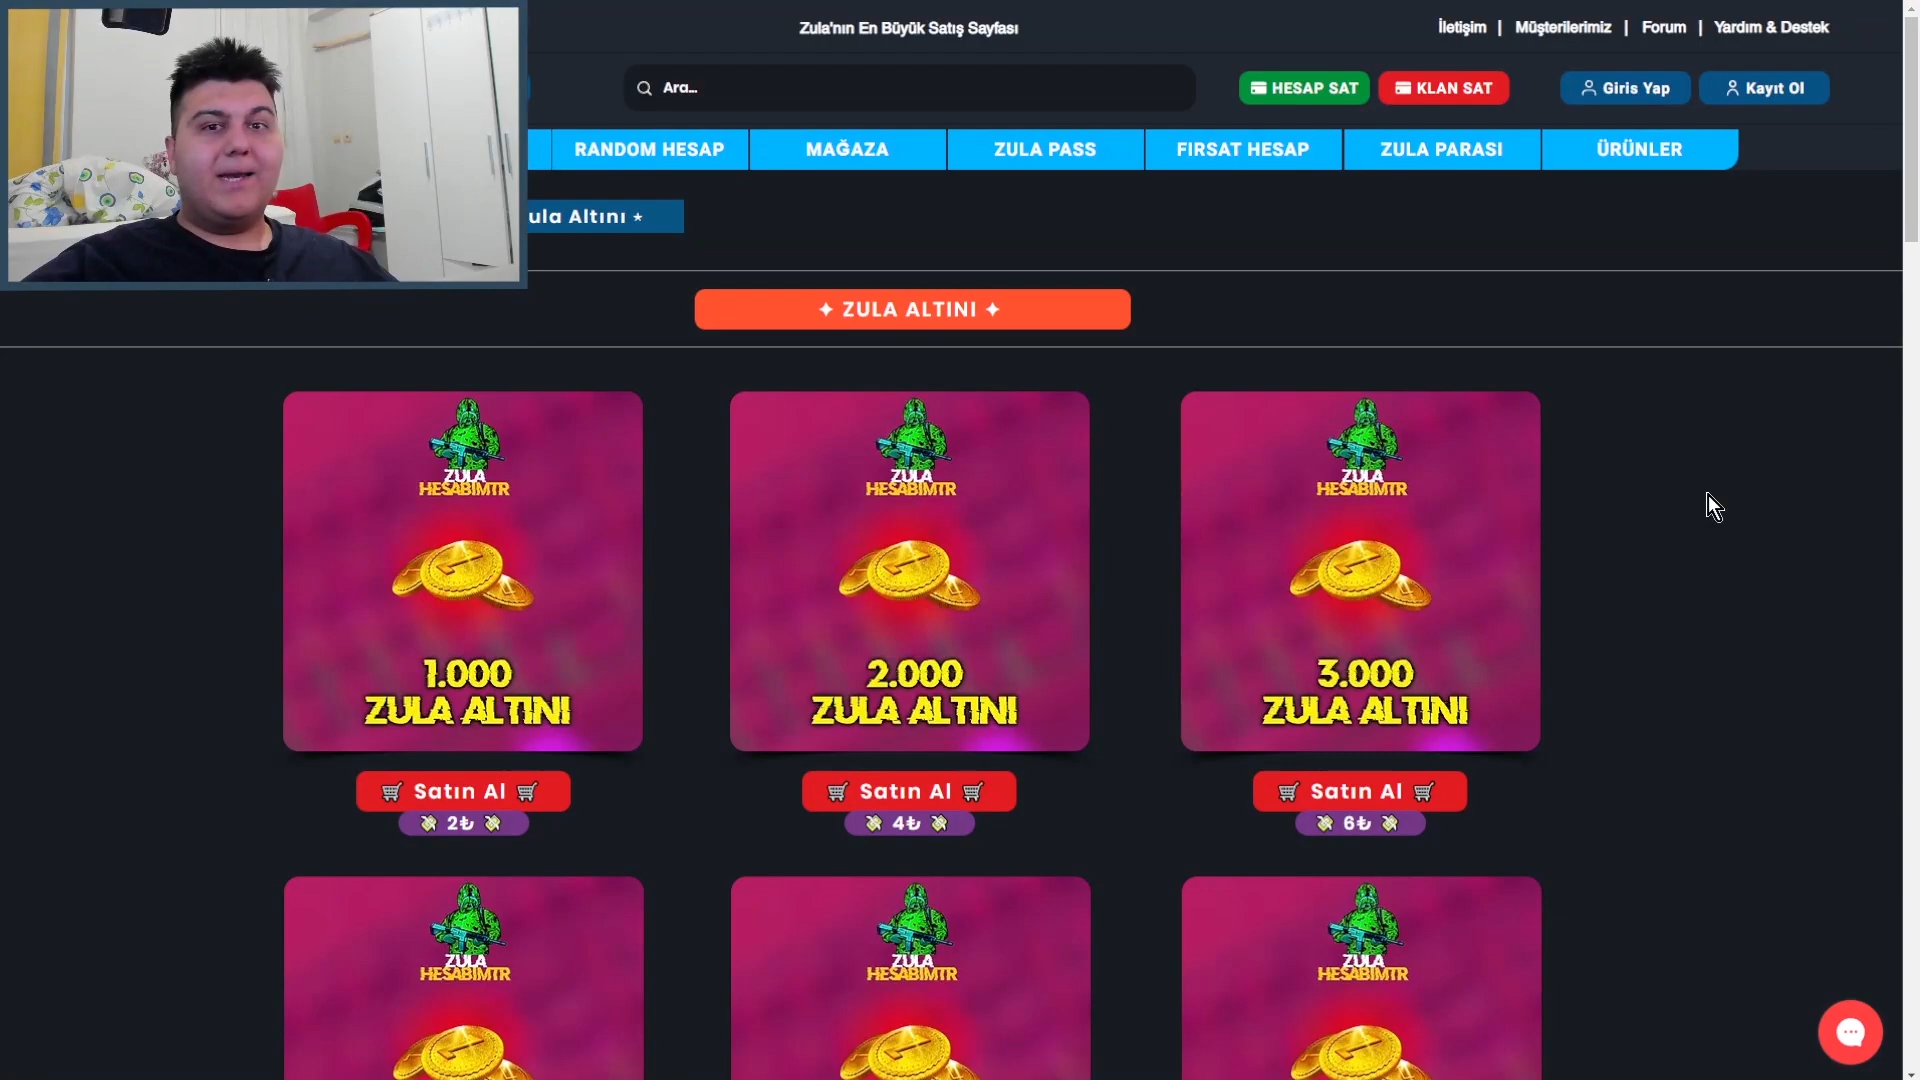 Zula'nın En Büyük Satış Sayfası
İletişim | Müşterilerimiz | Forum | Yardım & Destek
Ara...
HESAP SAT
KLAN SAT
Giris Yap
Kayıt Ol
RANDOM HESAP
MAĞAZA
ZULA PASS
FIRSAT HESAP
ZULA PARASI
ÜRÜNLER
ula Altını ⋆
✦ ZULA ALTINI ✦
ZULA
HESABIMTR
1.000
ZULA ALTINI
Satın Al
2₺
ZULA
HESABIMTR
2.000
ZULA ALTINI
Satın Al
4₺
ZULA
HESABIMTR
3.000
ZULA ALTINI
Satın Al
6₺
ZULA
HESABIMTR
ZULA
HESABIMTR
ZULA
HESABIMTR